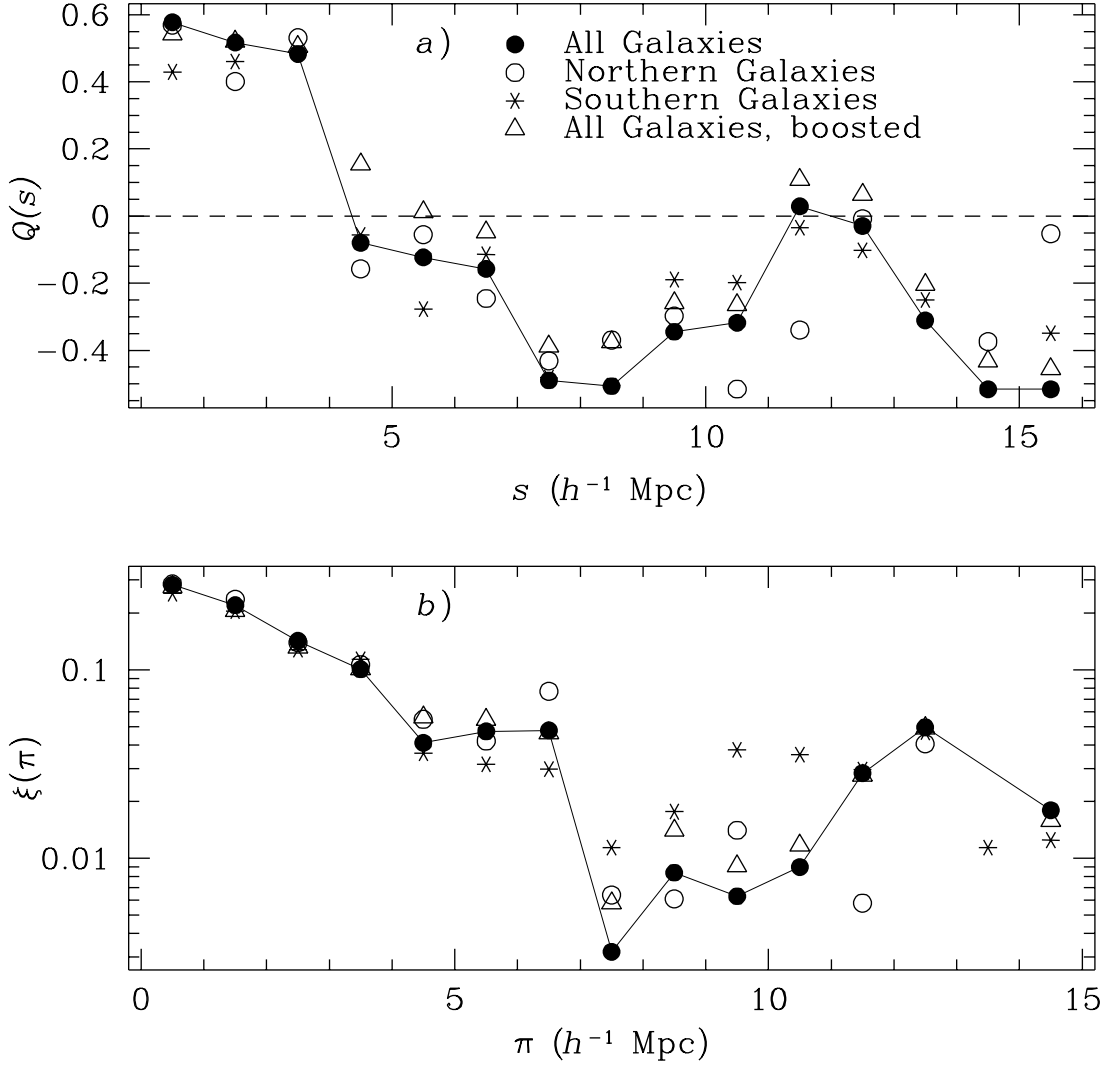 a)
All Galaxies
Northern Galaxies
Southern Galaxies
All Galaxies, boosted
0.6
0.4
0.2
0
−0.2
−0.4
Q(s)
5 10 15
s (h⁻¹ Mpc)
b)
0.1
0.01
ξ(π)
0 5 10 15
π (h⁻¹ Mpc)